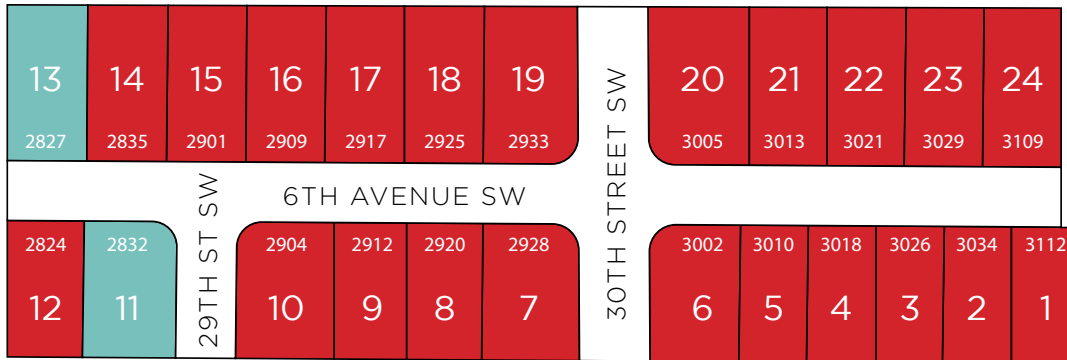 13 14 15 16 17 18 19 20 21 22 23 24
2827 2835 2901 2909 2917 2925 2933 3005 3013 3021 3029 3109
29TH ST SW
6TH AVENUE SW
30TH STREET SW
2824 2832 2904 2912 2920 2928 3002 3010 3018 3026 3034 3112
12 11 10 9 8 7 6 5 4 3 2 1